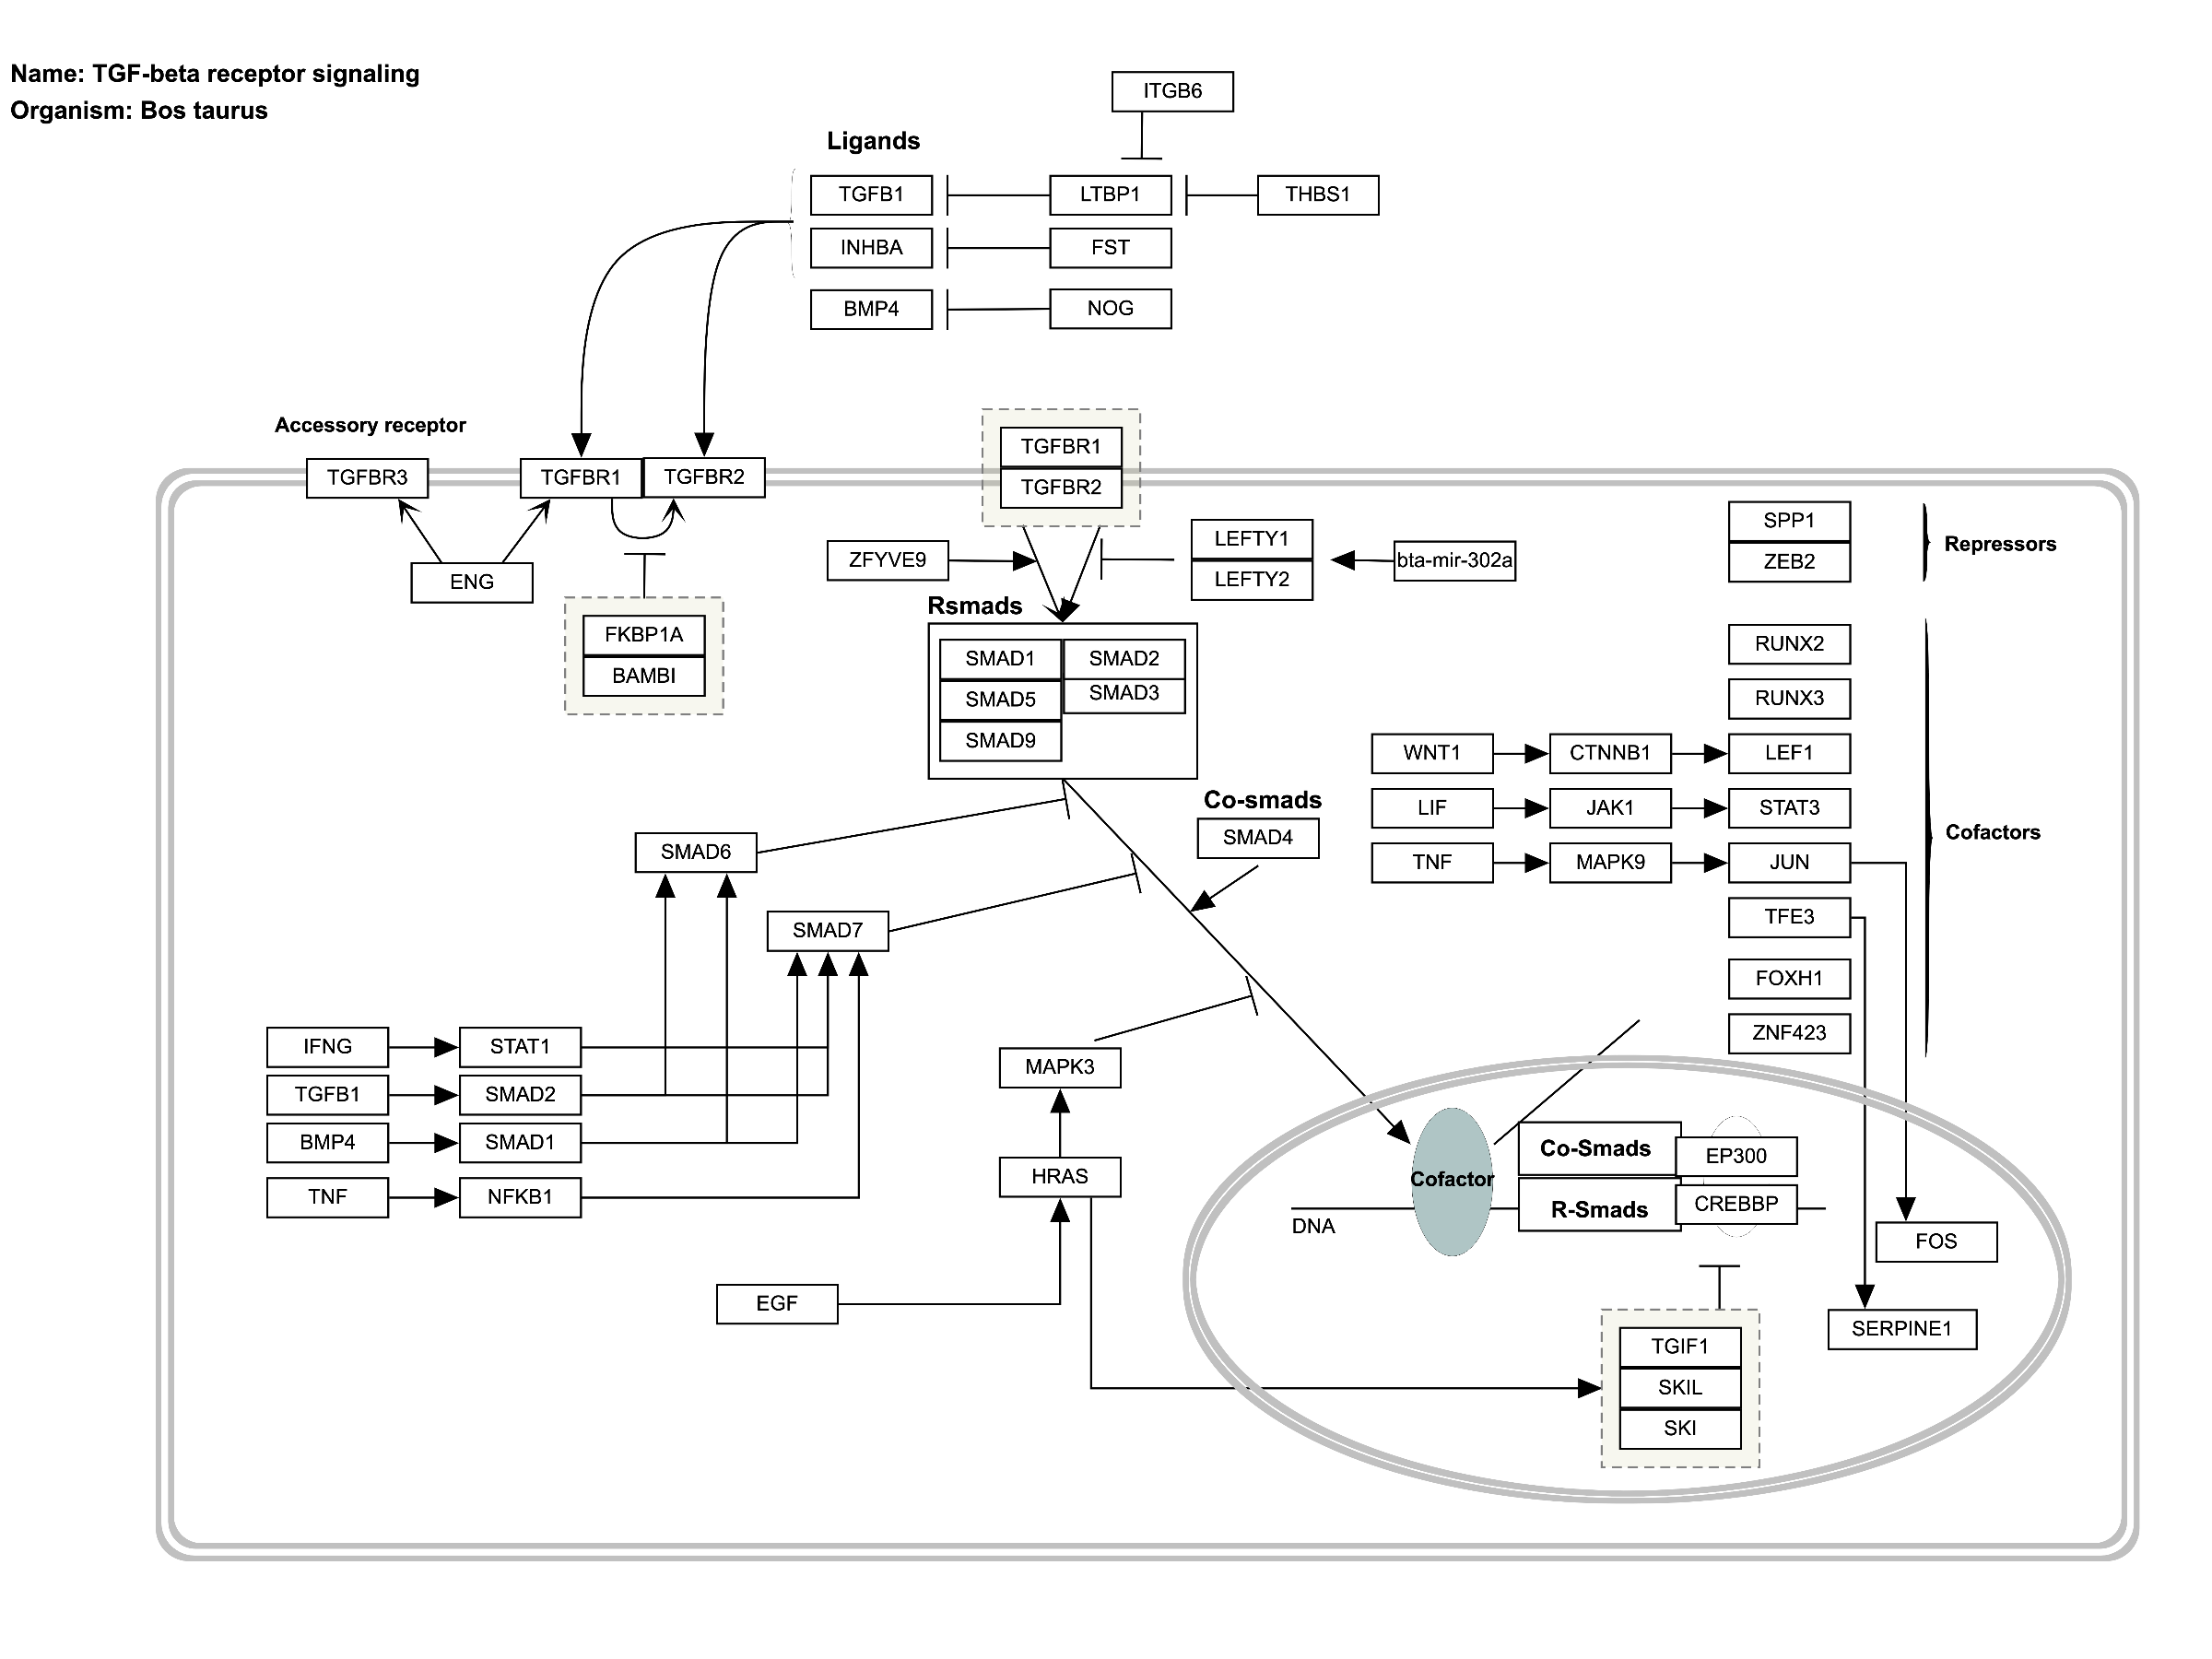 Name: TGF-beta receptor signaling
Organism: Bos taurus
ITGB6
Ligands
TGFB1
LTBP1
THBS1
INHBA
FST
BMP4
NOG
Accessory receptor
TGFBR3
TGFBR1
TGFBR2
TGFBR1
TGFBR2
ENG
FKBP1A
BAMBI
ZFYVE9
LEFTY1
LEFTY2
bta-mir-302a
SPP1
ZEB2
Repressors
Rsmads
SMAD1
SMAD2
SMAD5
SMAD3
SMAD9
RUNX2
RUNX3
WNT1
CTNNB1
LEF1
LIF
JAK1
STAT3
TNF
MAPK9
JUN
TFE3
FOXH1
ZNF423
Cofactors
Co-smads
SMAD4
SMAD6
SMAD7
IFNG
STAT1
TGFB1
SMAD2
BMP4
SMAD1
TNF
NFKB1
MAPK3
HRAS
EGF
Cofactor
Co-Smads
R-Smads
EP300
CREBBP
DNA
FOS
SERPINE1
TGIF1
SKIL
SKI